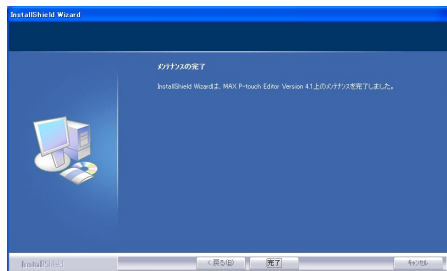 InstallShield Wizard
メンテナンスの完了
InstallShield Wizardは、MAX P-touch Editor Version 4.1上のメンテナンスを完了しました。
InstallShield
< 戻る(B)
完了
キャンセル